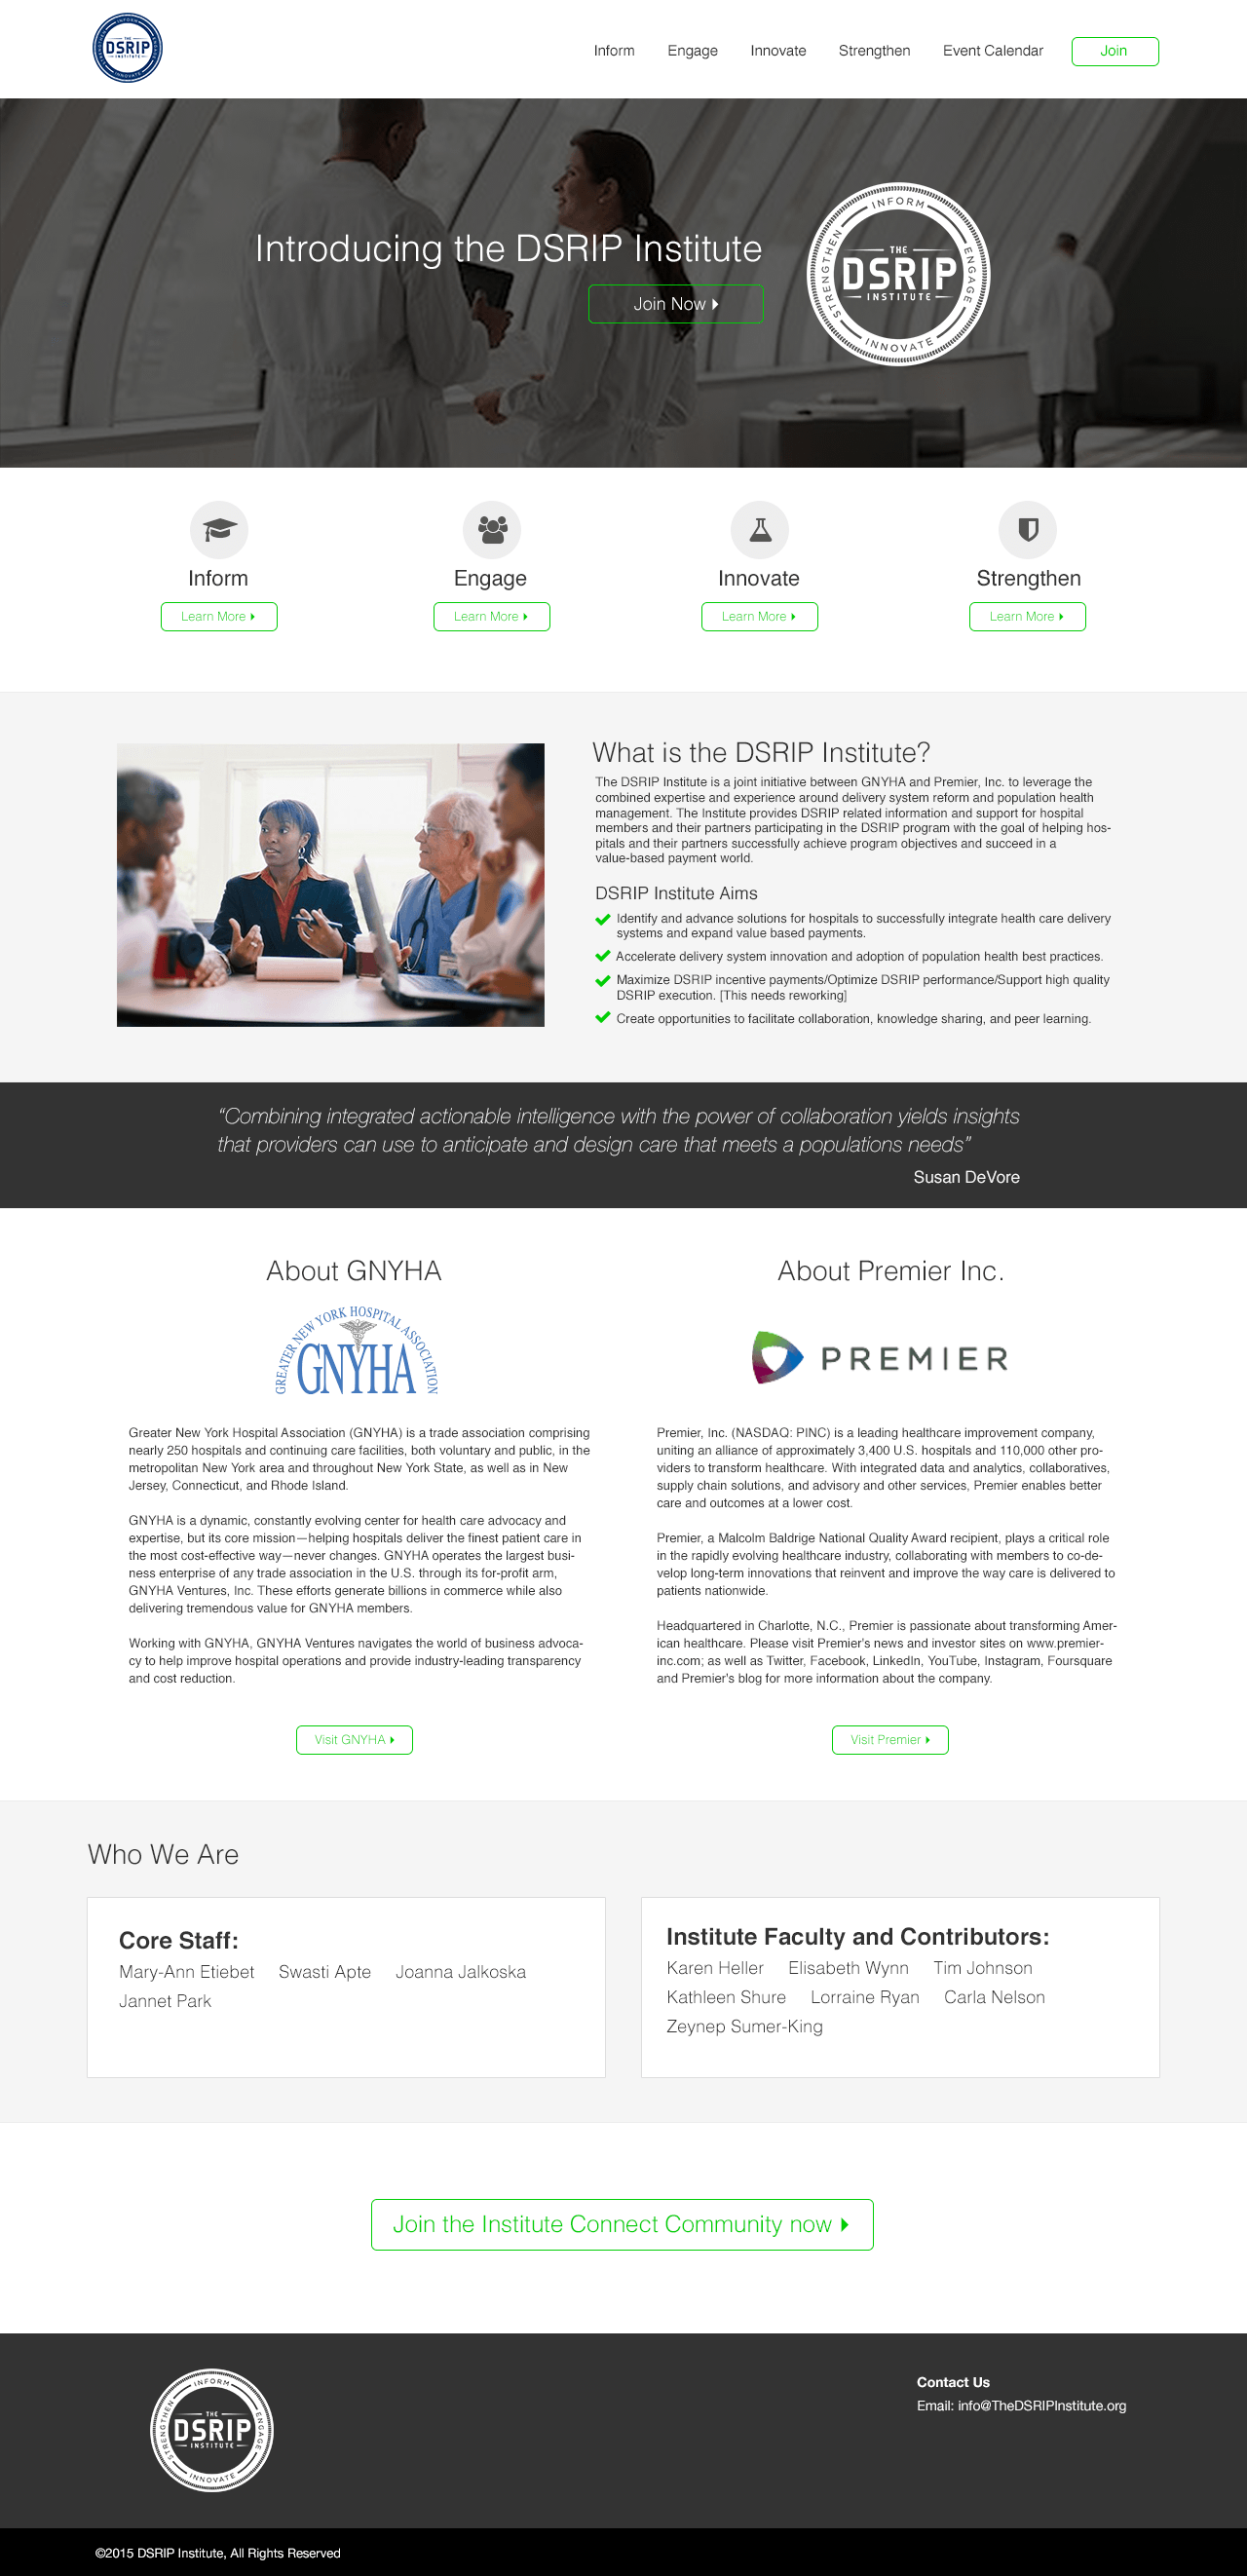 THE
DSRIP
INSTITUTE
INFORM
ENGAGE
INNOVATE
STRENGTHEN
Inform Engage Innovate Strengthen Event Calendar Join
Introducing the DSRIP Institute
Join Now
INFORM
ENGAGE
INNOVATE
STRENGTHEN
THE
DSRIP
INSTITUTE
Inform Engage Innovate Strengthen
Learn More Learn More Learn More Learn More
What is the DSRIP Institute?
The DSRIP Institute is a joint initiative between GNYHA and Premier, Inc. to leverage the
combined expertise and experience around delivery system reform and population health
management. The Institute provides DSRIP related information and support for hospital
members and their partners participating in the DSRIP program with the goal of helping hos-
pitals and their partners successfully achieve program objectives and succeed in a
value-based payment world.
DSRIP Institute Aims
Identify and advance solutions for hospitals to successfully integrate health care delivery
systems and expand value based payments.
Accelerate delivery system innovation and adoption of population health best practices.
Maximize DSRIP incentive payments/Optimize DSRIP performance/Support high quality
DSRIP execution. [This needs reworking]
Create opportunities to facilitate collaboration, knowledge sharing, and peer learning.
“Combining integrated actionable intelligence with the power of collaboration yields insights
that providers can use to anticipate and design care that meets a populations needs”
Susan DeVore
About GNYHA
GREATER NEW YORK HOSPITAL ASSOCIATION
GNYHA
Greater New York Hospital Association (GNYHA) is a trade association comprising
nearly 250 hospitals and continuing care facilities, both voluntary and public, in the
metropolitan New York area and throughout New York State, as well as in New
Jersey, Connecticut, and Rhode Island.
GNYHA is a dynamic, constantly evolving center for health care advocacy and
expertise, but its core mission—helping hospitals deliver the finest patient care in
the most cost-effective way—never changes. GNYHA operates the largest busi-
ness enterprise of any trade association in the U.S. through its for-profit arm,
GNYHA Ventures, Inc. These efforts generate billions in commerce while also
delivering tremendous value for GNYHA members.
Working with GNYHA, GNYHA Ventures navigates the world of business advoca-
cy to help improve hospital operations and provide industry-leading transparency
and cost reduction.
Visit GNYHA
About Premier Inc.
PREMIER
Premier, Inc. (NASDAQ: PINC) is a leading healthcare improvement company,
uniting an alliance of approximately 3,400 U.S. hospitals and 110,000 other pro-
viders to transform healthcare. With integrated data and analytics, collaboratives,
supply chain solutions, and advisory and other services, Premier enables better
care and outcomes at a lower cost.
Premier, a Malcolm Baldrige National Quality Award recipient, plays a critical role
in the rapidly evolving healthcare industry, collaborating with members to co-de-
velop long-term innovations that reinvent and improve the way care is delivered to
patients nationwide.
Headquartered in Charlotte, N.C., Premier is passionate about transforming Amer-
ican healthcare. Please visit Premier's news and investor sites on www.premier-
inc.com; as well as Twitter, Facebook, LinkedIn, YouTube, Instagram, Foursquare
and Premier's blog for more information about the company.
Visit Premier
Who We Are
Core Staff:
Mary-Ann Etiebet Swasti Apte Joanna Jalkoska
Jannet Park
Institute Faculty and Contributors:
Karen Heller Elisabeth Wynn Tim Johnson
Kathleen Shure Lorraine Ryan Carla Nelson
Zeynep Sumer-King
Join the Institute Connect Community now
INFORM
ENGAGE
INNOVATE
STRENGTHEN
THE
DSRIP
INSTITUTE
Contact Us
Email: info@TheDSRIPInstitute.org
©2015 DSRIP Institute, All Rights Reserved